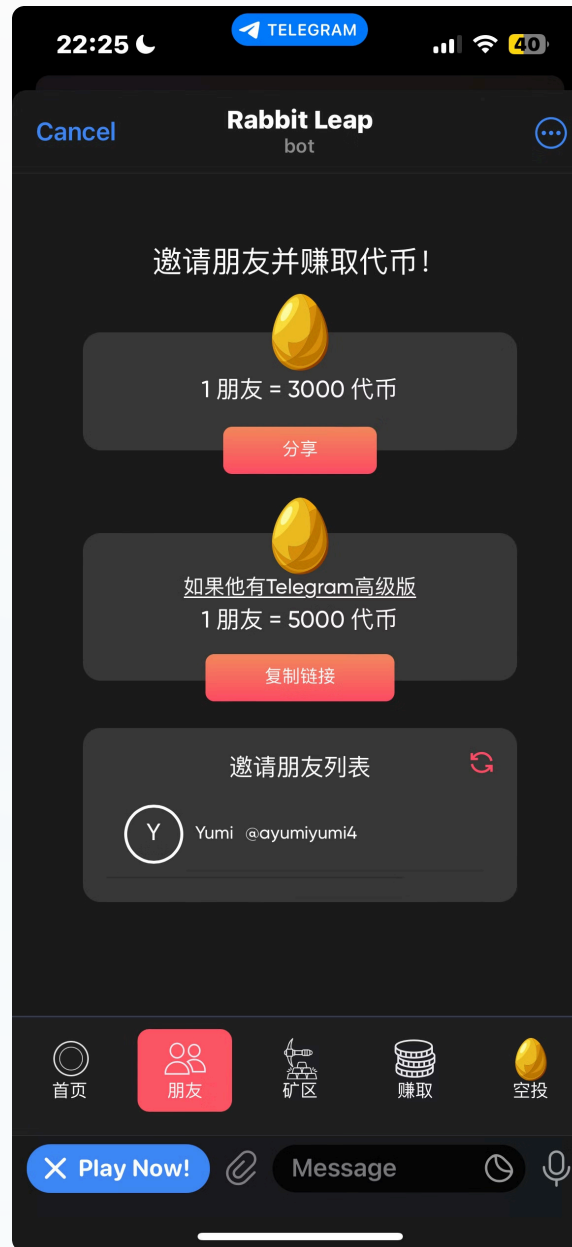 22:25
TELEGRAM
40
Cancel
Rabbit Leap
bot
邀请朋友并赚取代币!
1 朋友 = 3000 代币
分享
如果他有Telegram高级版
1 朋友 = 5000 代币
复制链接
邀请朋友列表
Y
Yumi @ayumiyumi4
首页
朋友
矿区
赚取
空投
Play Now!
Message